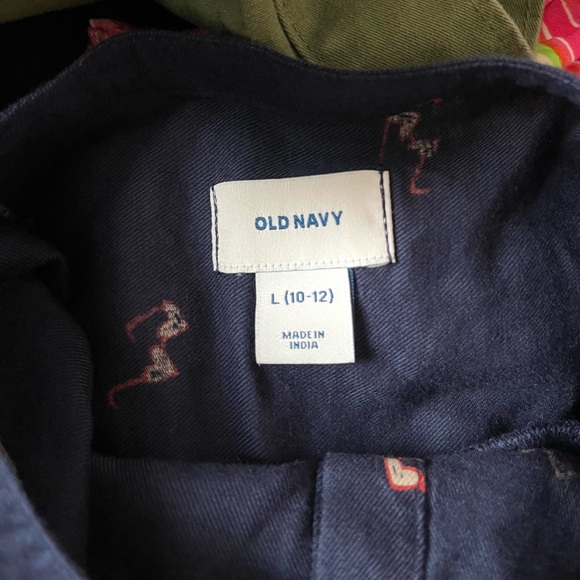 OLD NAVY
L (10-12)
MADE IN
INDIA